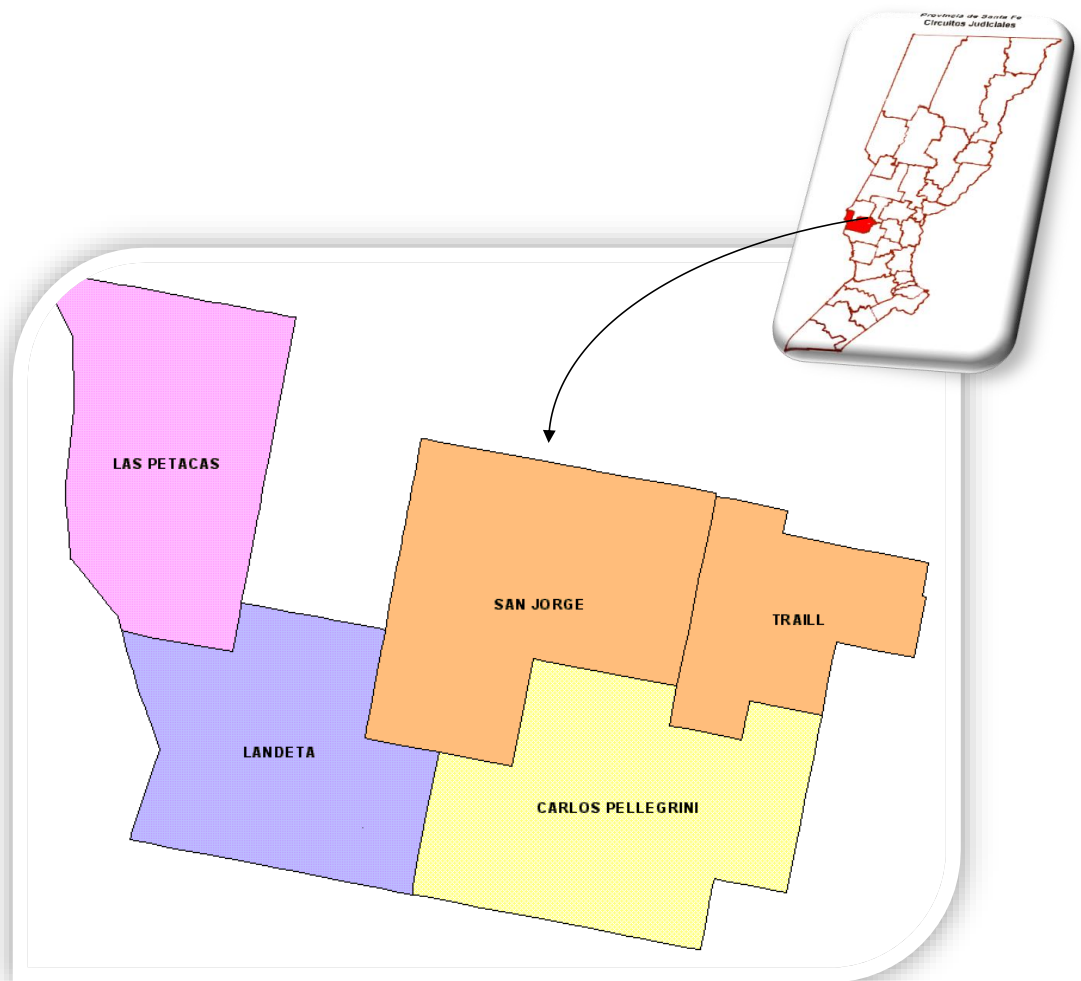 Provincia de Santa Fe
Circuitos Judiciales
LAS PETACAS
SAN JORGE
TRAILL
LANDETA
CARLOS PELLEGRINI